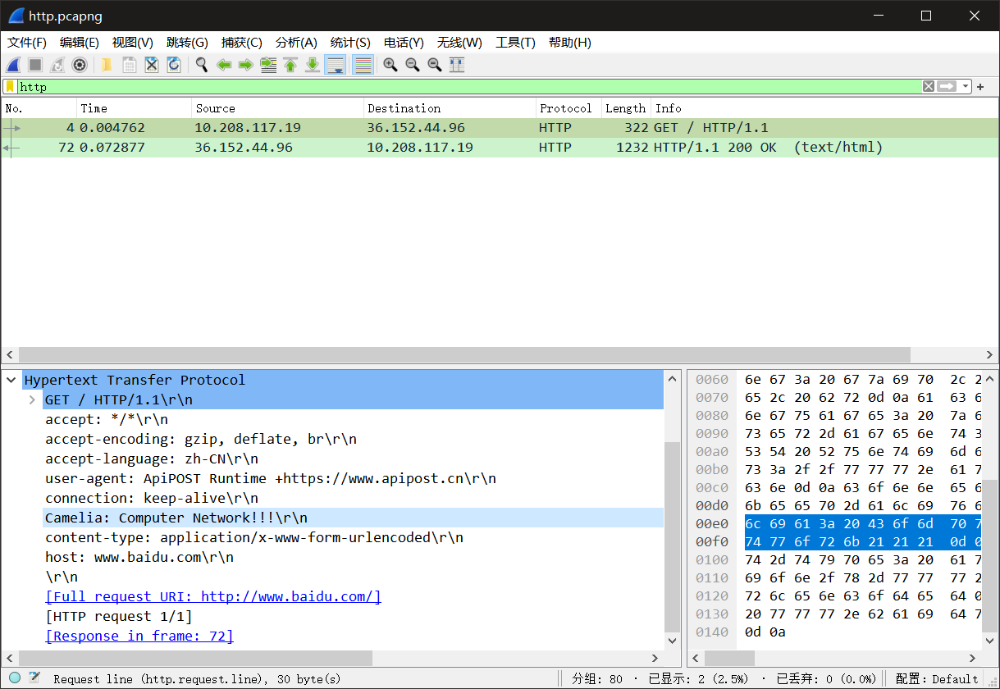 http.pcapng
文件(F) 编辑(E) 视图(V) 跳转(G) 捕获(C) 分析(A) 统计(S) 电话(Y) 无线(W) 工具(T) 帮助(H)
http
No. Time Source Destination Protocol Length Info
4 0.004762 10.208.117.19 36.152.44.96 HTTP 322 GET / HTTP/1.1
72 0.072877 36.152.44.96 10.208.117.19 HTTP 1232 HTTP/1.1 200 OK (text/html)
Hypertext Transfer Protocol
GET / HTTP/1.1\r\n
accept: */*\r\n
accept-encoding: gzip, deflate, br\r\n
accept-language: zh-CN\r\n
user-agent: ApiPOST Runtime +https://www.apipost.cn\r\n
connection: keep-alive\r\n
Camelia: Computer Network!!!\r\n
content-type: application/x-www-form-urlencoded\r\n
host: www.baidu.com\r\n
\r\n
[Full request URI: http://www.baidu.com/]
[HTTP request 1/1]
[Response in frame: 72]
0060 6e 67 3a 20 67 7a 69 70 2c 2
0070 65 2c 20 62 72 0d 0a 61 63 6
0080 6e 67 75 61 67 65 3a 20 7a 6
0090 73 65 72 2d 61 67 65 6e 74 3
00a0 53 54 20 52 75 6e 74 69 6d 6
00b0 73 3a 2f 2f 77 77 77 2e 61 7
00c0 63 6e 0d 0a 63 6f 6e 6e 65 6
00d0 6b 65 65 70 2d 61 6c 69 76 6
00e0 6c 69 61 3a 20 43 6f 6d 70 7
00f0 74 77 6f 72 6b 21 21 21 0d 0
0100 74 2d 74 79 70 65 3a 20 61 7
0110 69 6f 6e 2f 78 2d 77 77 77 2
0120 72 6c 65 6e 63 6f 64 65 64 0
0130 20 77 77 77 2e 62 61 69 64 7
0140 0d 0a
Request line (http.request.line), 30 byte(s) 分组: 80 · 已显示: 2 (2.5%) · 已丢弃: 0 (0.0%) 配置: Default